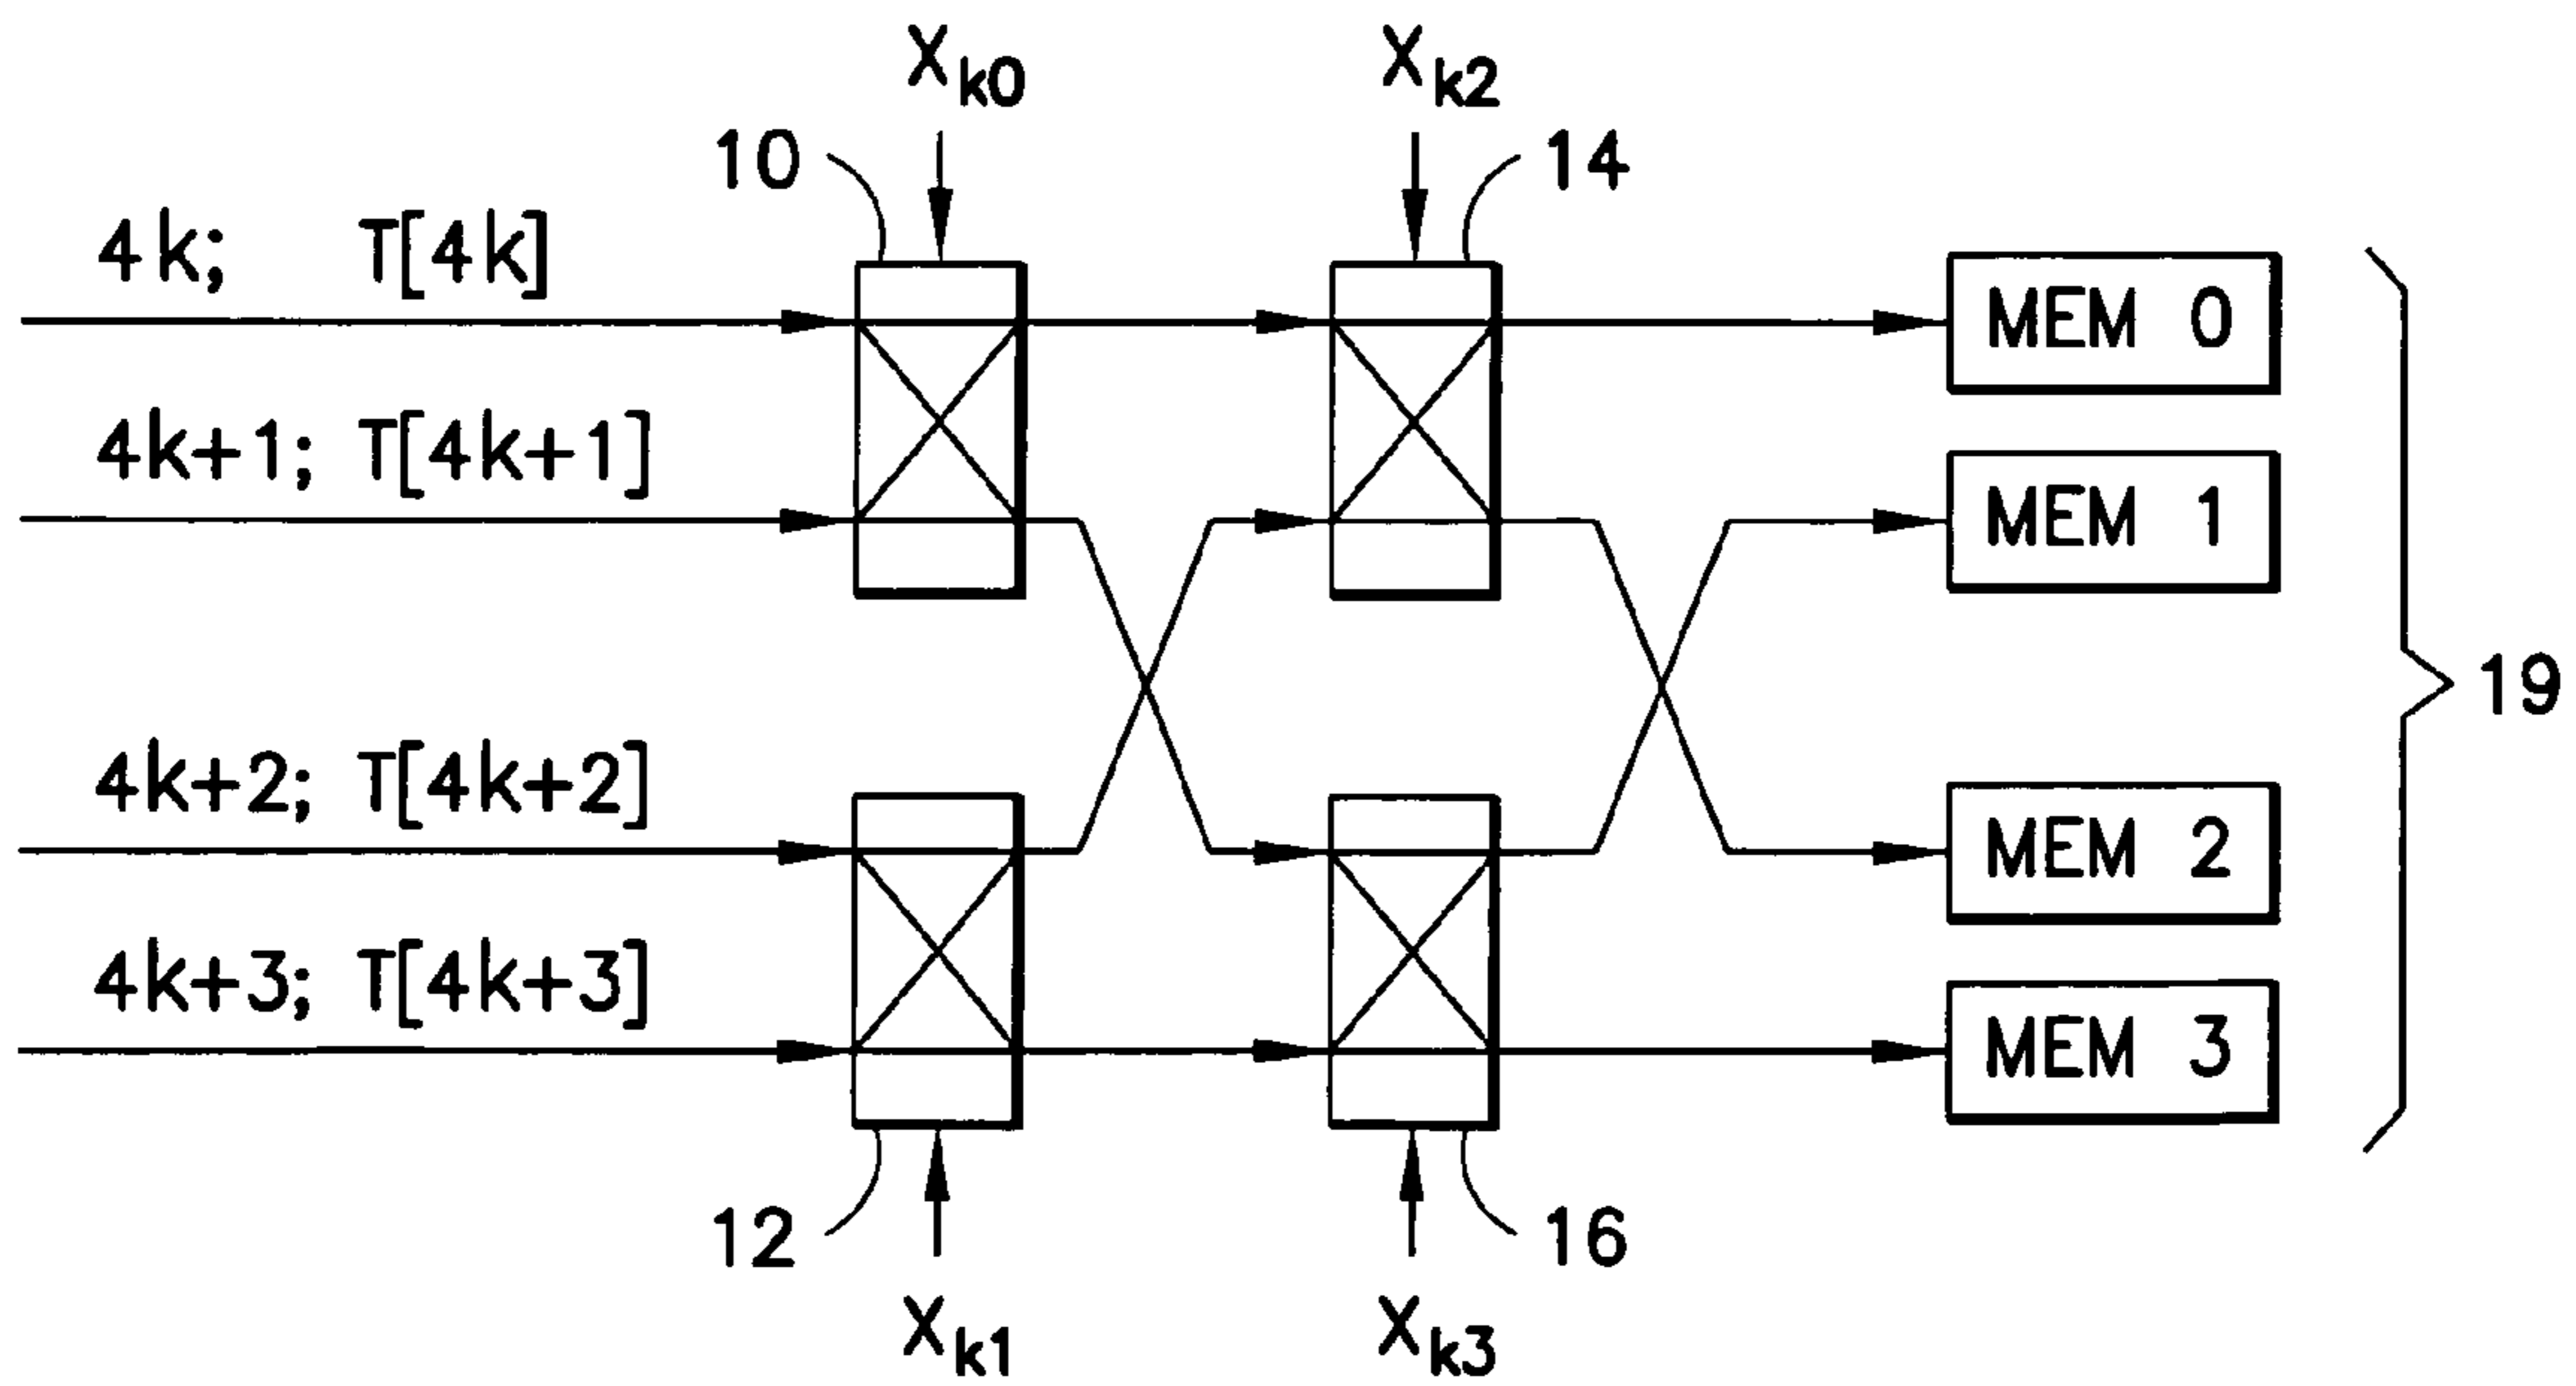 X_k0 X_k2
10 14
4k; T[4k]
MEM 0
4k+1; T[4k+1]
MEM 1
19
4k+2; T[4k+2]
MEM 2
4k+3; T[4k+3]
MEM 3
12 16
X_k1 X_k3